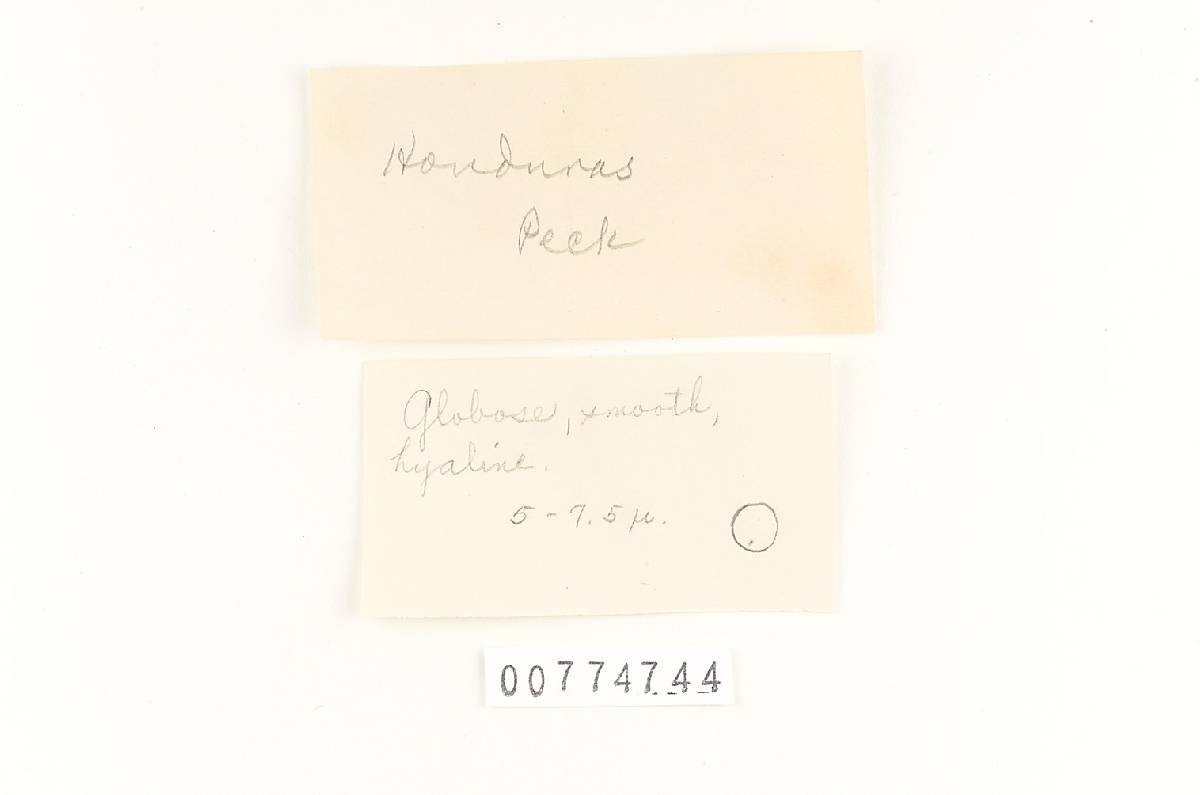 Honduras
Peck
Globose, smooth,
hyaline.
5-7.5 µ.
00774744